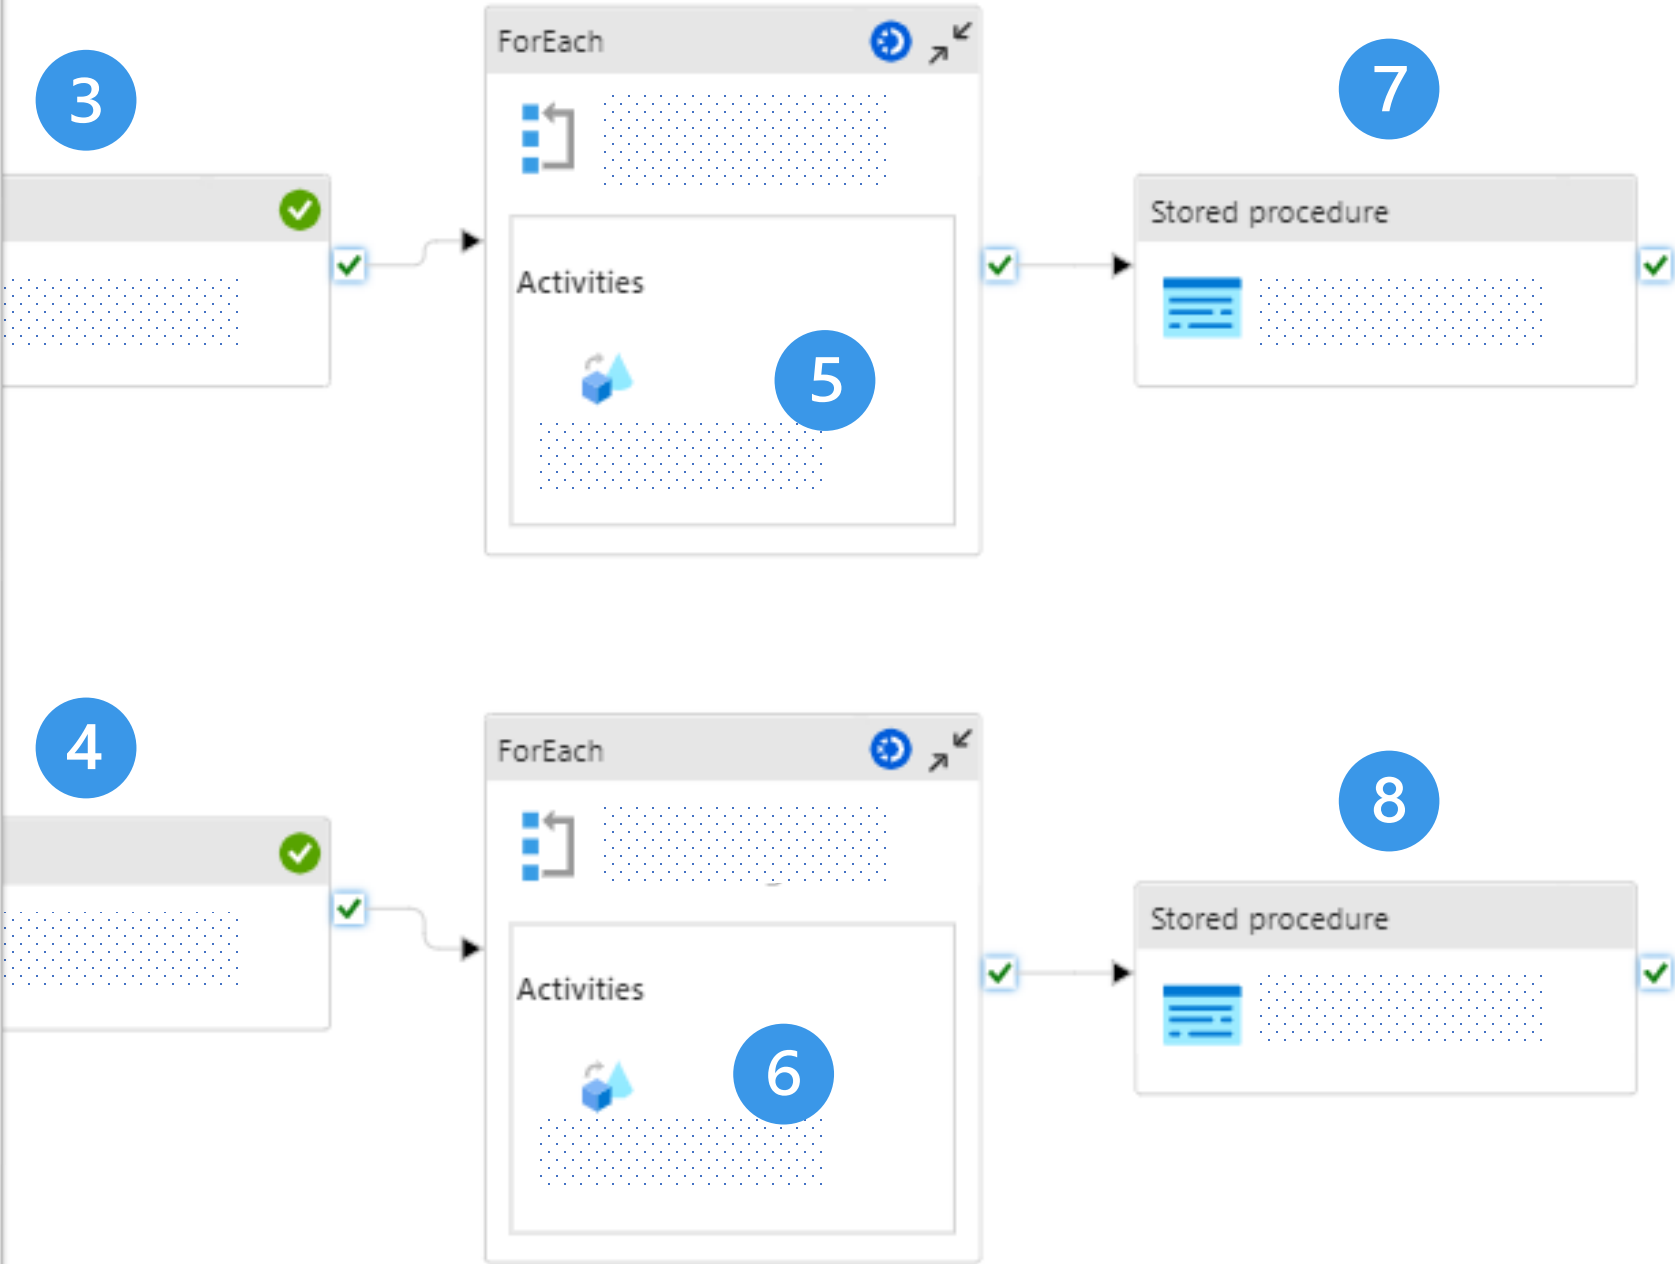 3
ForEach
7
Stored procedure
Activities
5
4
ForEach
8
Stored procedure
Activities
6